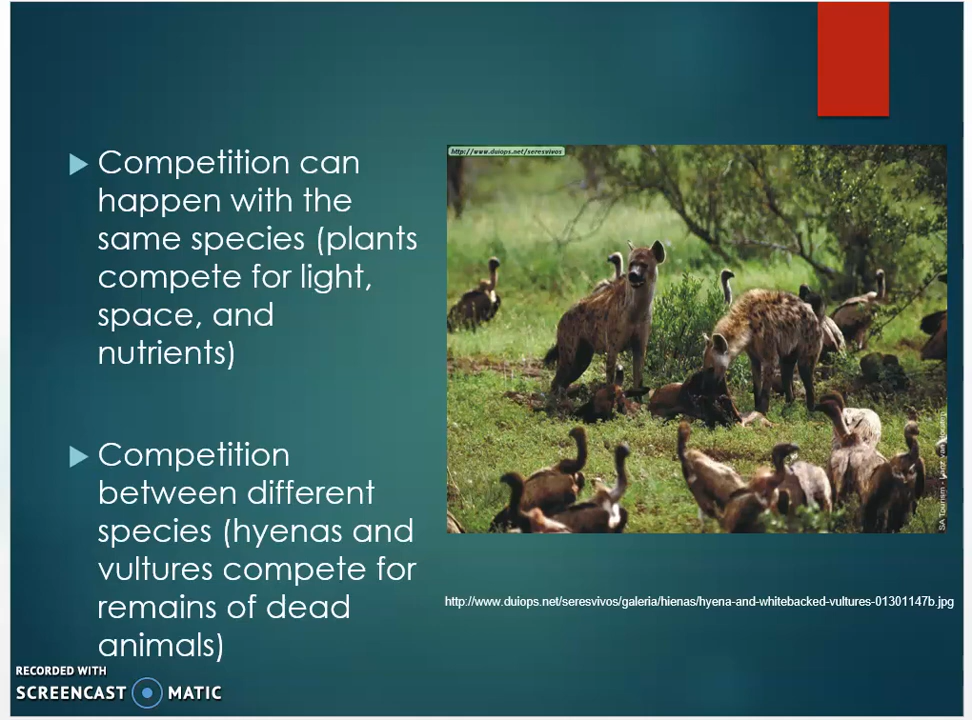 http://www.duiops.net/seresvivos
Competition can
happen with the
same species (plants
compete for light,
space, and
nutrients)
Competition
between different
species (hyenas and
vultures compete for
remains of dead
animals)
SA Tourism -
http://www.duiops.net/seresvivos/galeria/hienas/hyena-and-whitebacked-vultures-01301147b.jpg
RECORDED WITH
SCREENCAST MATIC